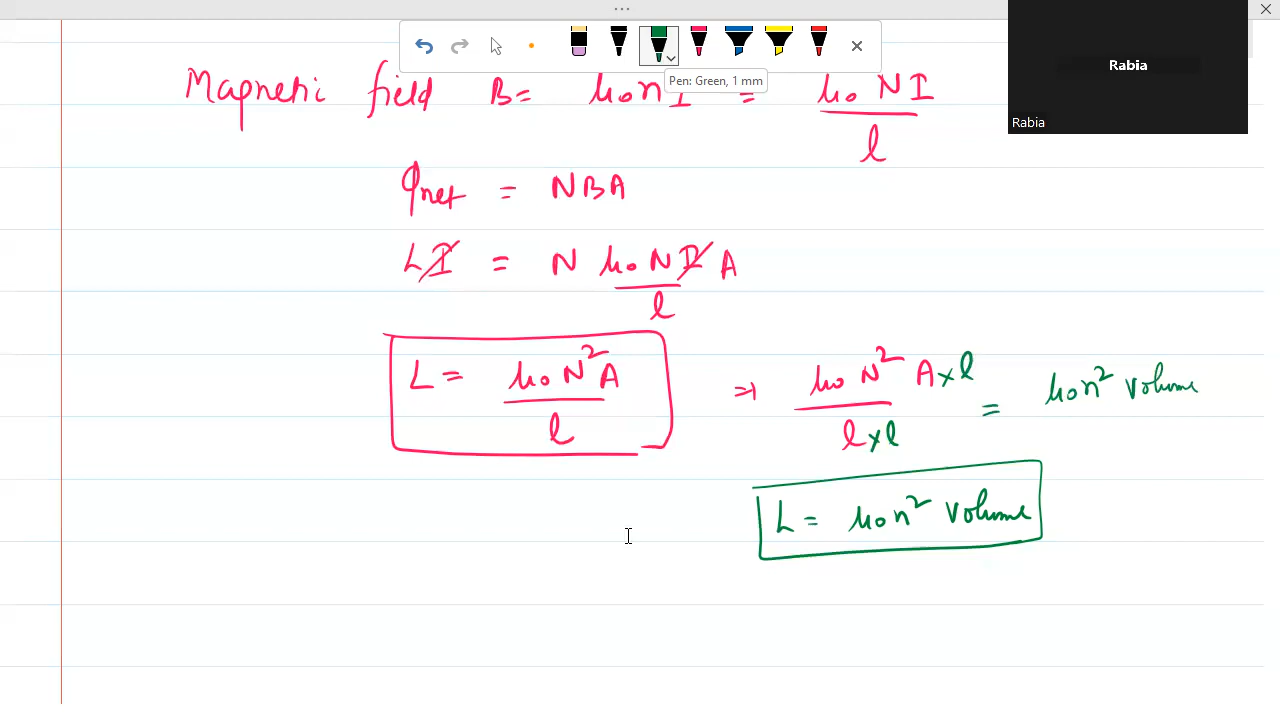 Rabia
Rabia
Pen: Green, 1 mm
Magnetic field B = μ₀nI = μ₀NI/l
φnet = NBA
LI = N μ₀NI/l A
L = μ₀N²A/l ⇒ μ₀N²A×l/l×l = μ₀n² volume
L = μ₀n² volume